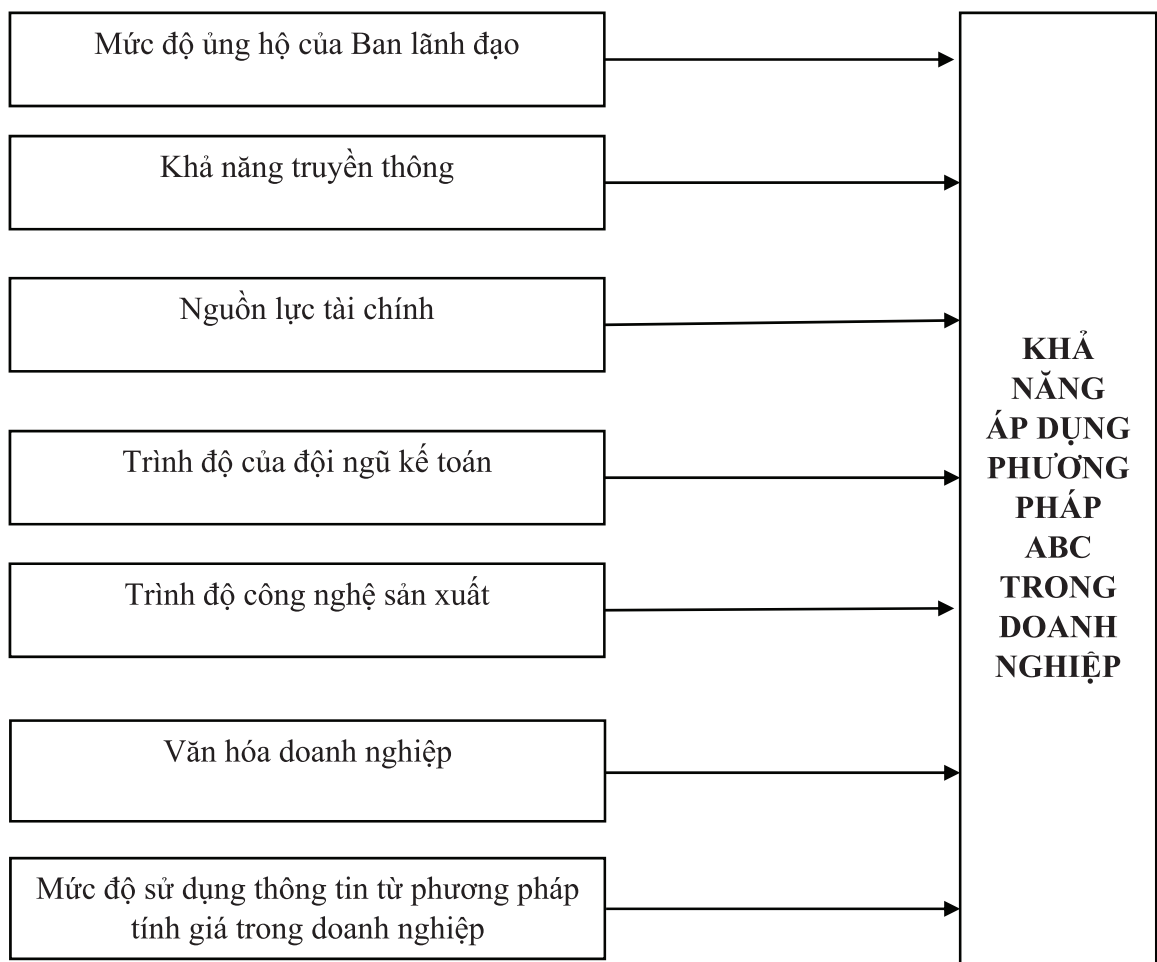 Mức độ ủng hộ của Ban lãnh đạo
Khả năng truyền thông
Nguồn lực tài chính
Trình độ của đội ngũ kế toán
Trình độ công nghệ sản xuất
Văn hóa doanh nghiệp
Mức độ sử dụng thông tin từ phương pháp
tính giá trong doanh nghiệp
KHẢ
NĂNG
ÁP DỤNG
PHƯƠNG
PHÁP
ABC
TRONG
DOANH
NGHIỆP